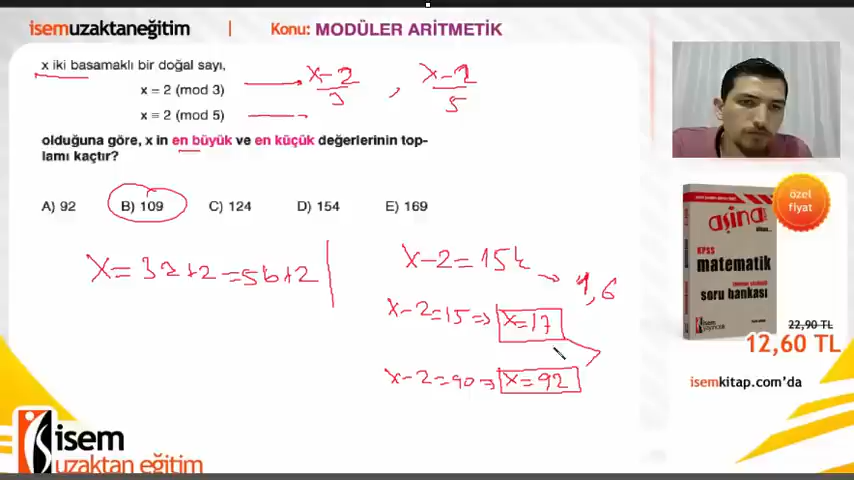 isemuzaktaneğitim
Konu: MODÜLER ARİTMETİK
x iki basamaklı bir doğal sayı,
x ≡ 2 (mod 3)
x ≡ 2 (mod 5)
x-2/3 , x-2/5
olduğuna göre, x in en büyük ve en küçük değerlerinin top-
lamı kaçtır?
A) 92 B) 109 C) 124 D) 154 E) 169
x = 3a+2 = 5b+2
x-2=15k
1,6
x-2=15 ⇒ x=17
x-2=90 ⇒ x=92
özel
fiyat
aşina
KPSS
matematik
soru bankası
isem
22,90 TL
12,60 TL
isemkitap.com'da
isem
uzaktan eğitim